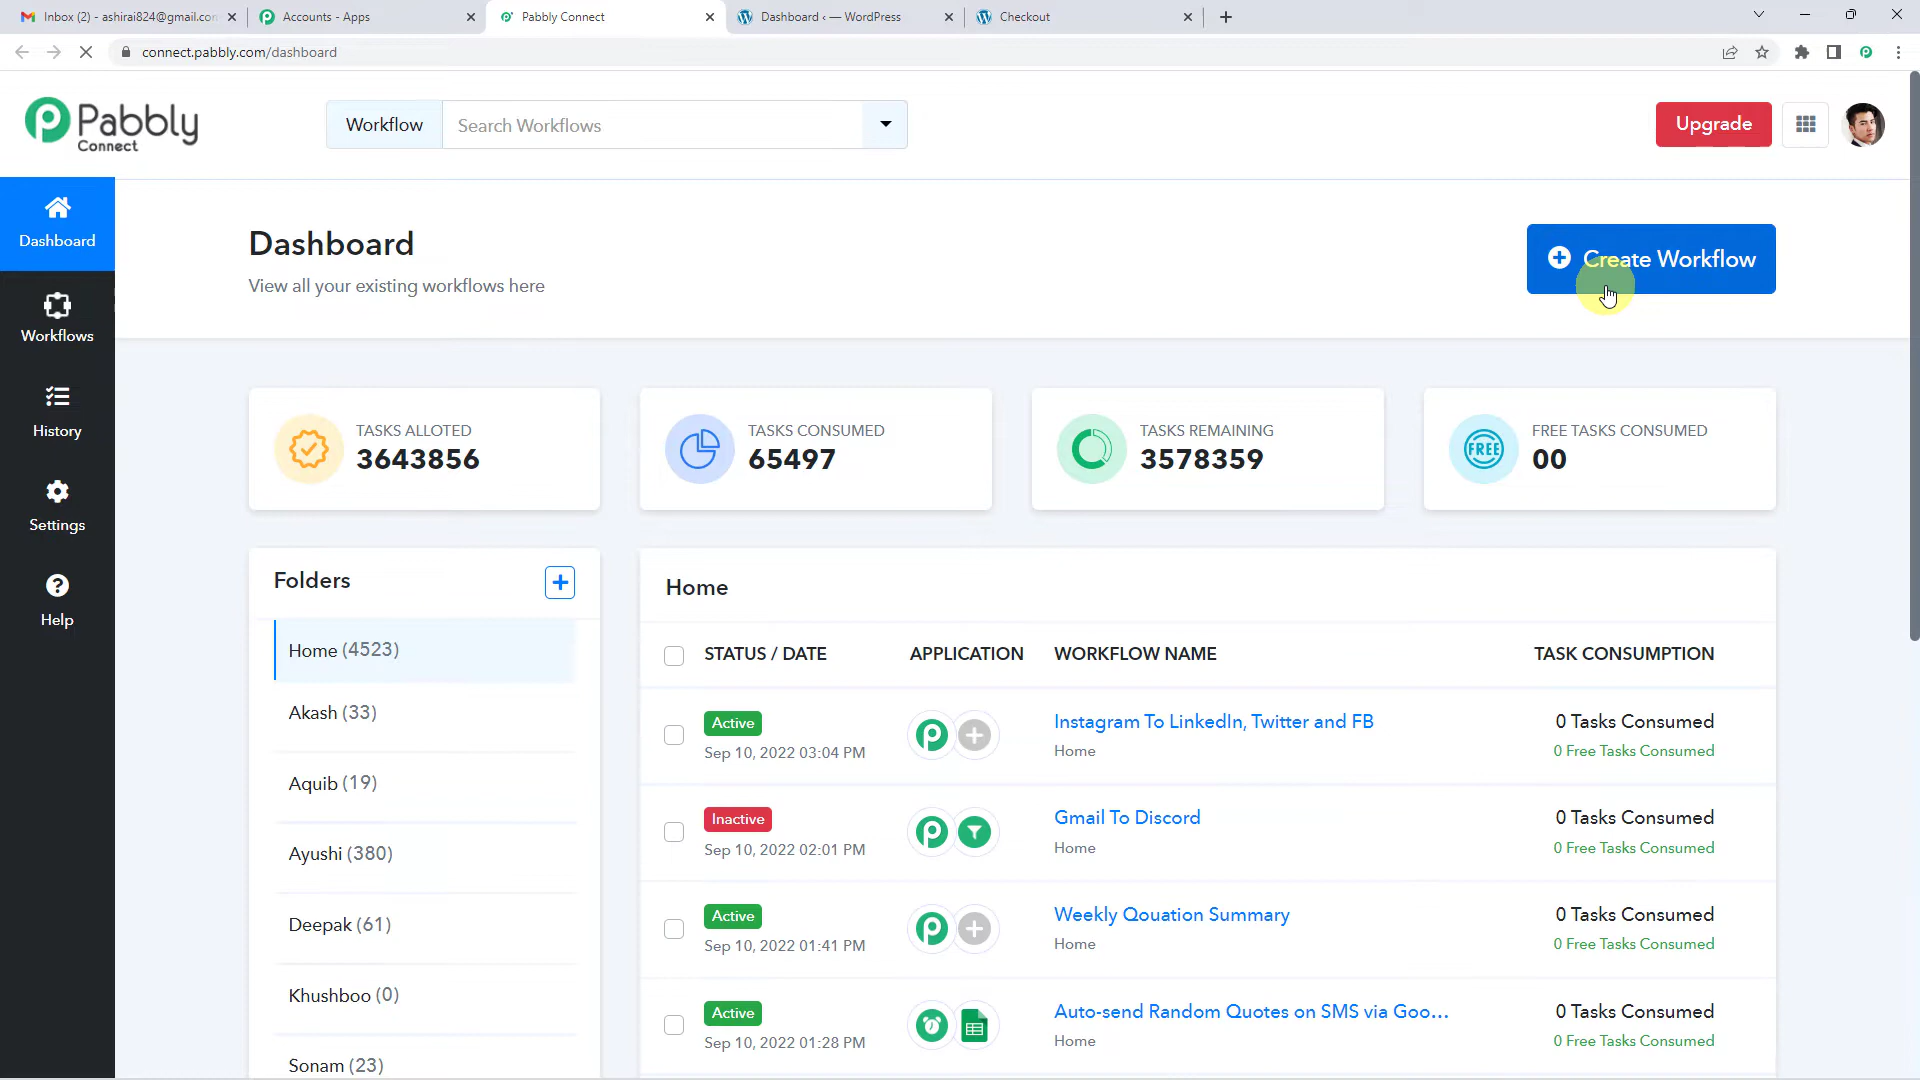 Inbox (2) - ashirai824@gmail.con
Accounts - Apps
Pabbly Connect
Dashboard ‹ — WordPress
Checkout
connect.pabbly.com/dashboard
Pabbly
Connect
Workflow
Search Workflows
Upgrade
Dashboard
Workflows
History
Settings
Help
Dashboard
View all your existing workflows here
Create Workflow
TASKS ALLOTED
3643856
TASKS CONSUMED
65497
TASKS REMAINING
3578359
FREE
FREE TASKS CONSUMED
00
Folders
Home (4523)
Akash (33)
Aquib (19)
Ayushi (380)
Deepak (61)
Khushboo (0)
Sonam (23)
Home
STATUS / DATE APPLICATION WORKFLOW NAME TASK CONSUMPTION
Active Instagram To LinkedIn, Twitter and FB 0 Tasks Consumed
Sep 10, 2022 03:04 PM Home 0 Free Tasks Consumed
Inactive Gmail To Discord 0 Tasks Consumed
Sep 10, 2022 02:01 PM Home 0 Free Tasks Consumed
Active Weekly Qouation Summary 0 Tasks Consumed
Sep 10, 2022 01:41 PM Home 0 Free Tasks Consumed
Active Auto-send Random Quotes on SMS via Goo... 0 Tasks Consumed
Sep 10, 2022 01:28 PM Home 0 Free Tasks Consumed